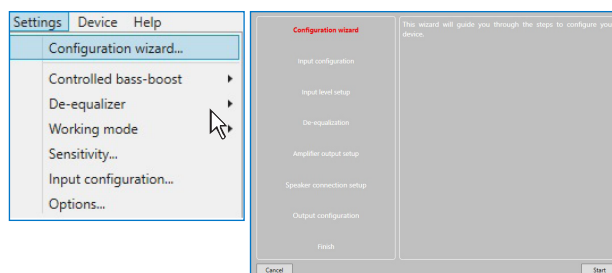 Settings Device Help
Configuration wizard...
Controlled bass-boost
De-equalizer
Working mode
Sensitivity...
Input configuration...
Options...
Configuration wizard
Input configuration
Input level setup
De-equalization
Amplifier output setup
Speaker connection setup
Output configuration
Finish
This wizard will guide you through the steps to configure you
device.
Cancel
Start